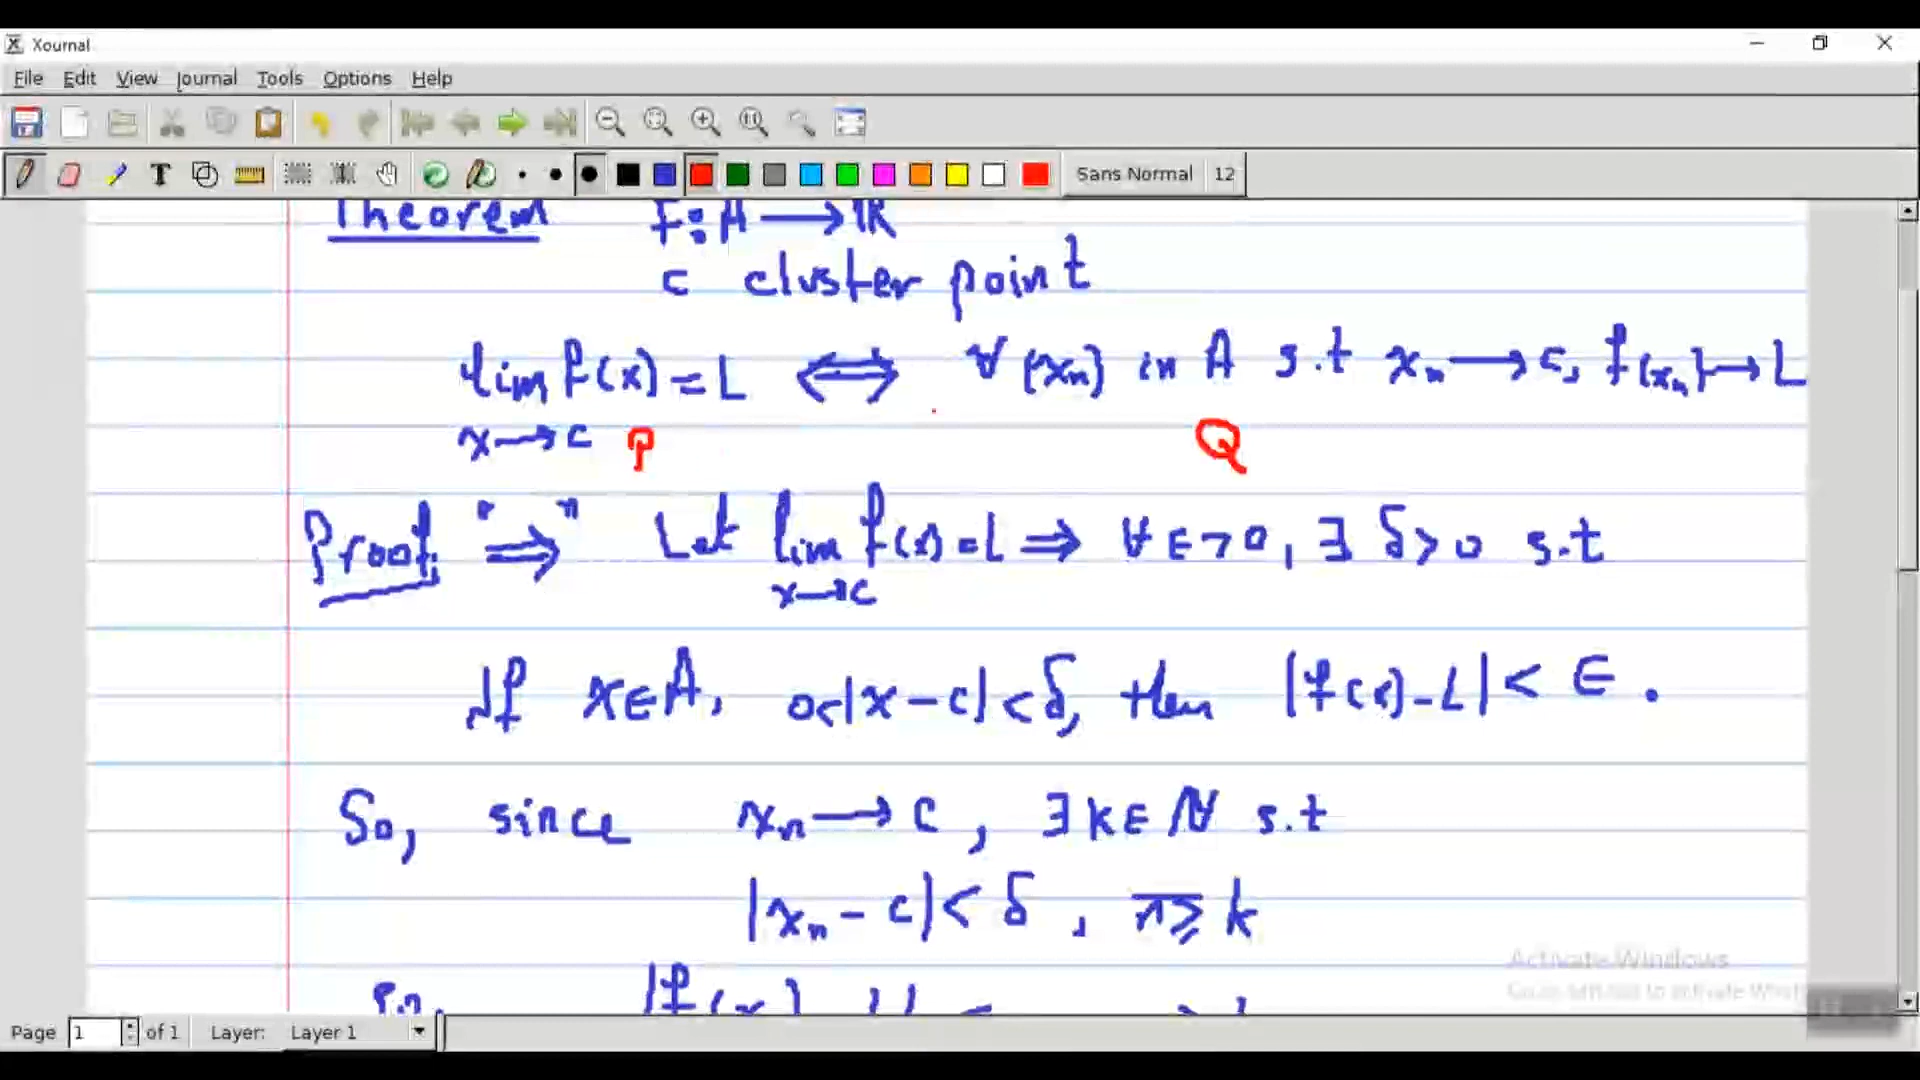 Xournal
File Edit View Journal Tools Options Help
Sans Normal 12
Theorem f: A → ℝ
c cluster point
lim f(x) = L ⟺ ∀ (xₙ) in A s.t xₙ → c, f(xₙ) → L
x → c P Q
Proof: "⇒" Let lim f(x) = L ⇒ ∀ ε > 0, ∃ δ > 0 s.t
x → c
If x ∈ A, 0 < |x - c| < δ, then |f(x) - L| < ε.
So, since xₙ → c, ∃ k ∈ ℕ s.t
|xₙ - c| < δ, n ≥ k
Activate Windows
Page 1 of 1 Layer: Layer 1